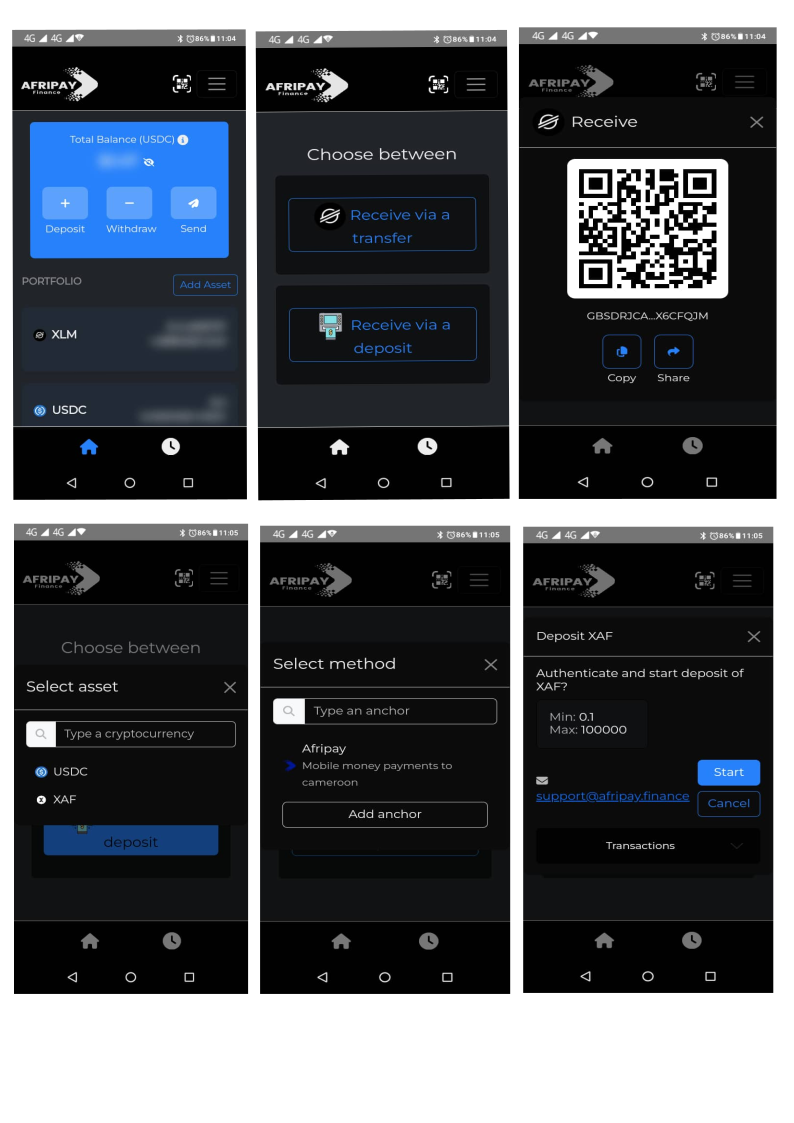 4G 4G 86% 11:04
AFRIPAY
Finance
Total Balance (USDC)
Deposit Withdraw Send
PORTFOLIO Add Asset
XLM
USDC
4G 4G 86% 11:04
AFRIPAY
Finance
Choose between
Receive via a
transfer
Receive via a
deposit
4G 4G 86% 11:04
AFRIPAY
Finance
Receive
GBSDRJCA...X6CFQJM
Copy Share
4G 4G 86% 11:05
AFRIPAY
Finance
Choose between
Select asset
Type a cryptocurrency
USDC
XAF
deposit
4G 4G 86% 11:05
AFRIPAY
Finance
Select method
Type an anchor
Afripay
Mobile money payments to
cameroon
Add anchor
4G 4G 86% 11:05
AFRIPAY
Finance
Deposit XAF
Authenticate and start deposit of
XAF?
Min: 0.1
Max: 100000
Start
support@afripay.finance
Cancel
Transactions